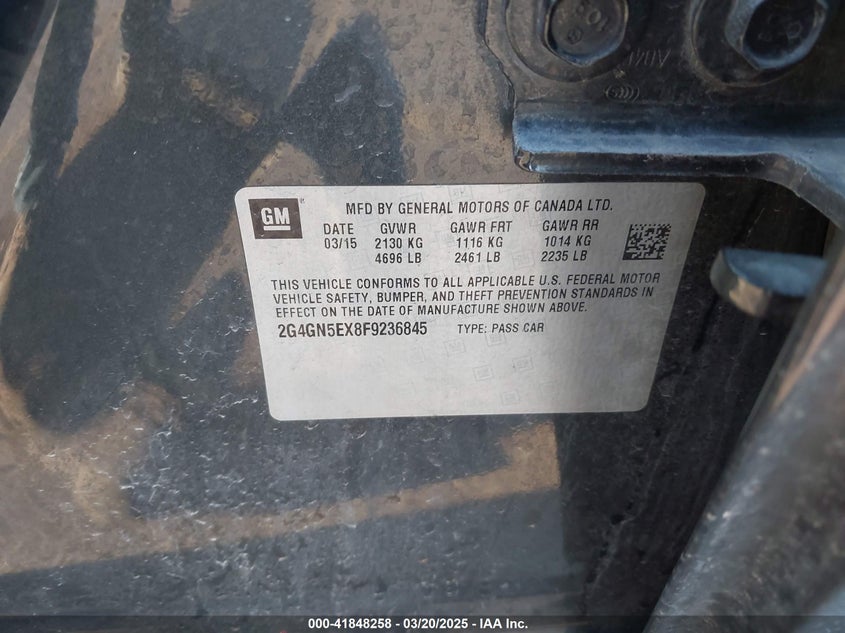 GM
MFD BY GENERAL MOTORS OF CANADA LTD.
DATE GVWR GAWR FRT GAWR RR
03/15 2130 KG 1116 KG 1014 KG
4696 LB 2461 LB 2235 LB
THIS VEHICLE CONFORMS TO ALL APPLICABLE U.S. FEDERAL MOTOR
VEHICLE SAFETY, BUMPER, AND THEFT PREVENTION STANDARDS IN
EFFECT ON THE DATE OF MANUFACTURE SHOWN ABOVE.
2G4GN5EX8F9236845 TYPE: PASS CAR
000-41848258 - 03/20/2025 - IAA Inc.